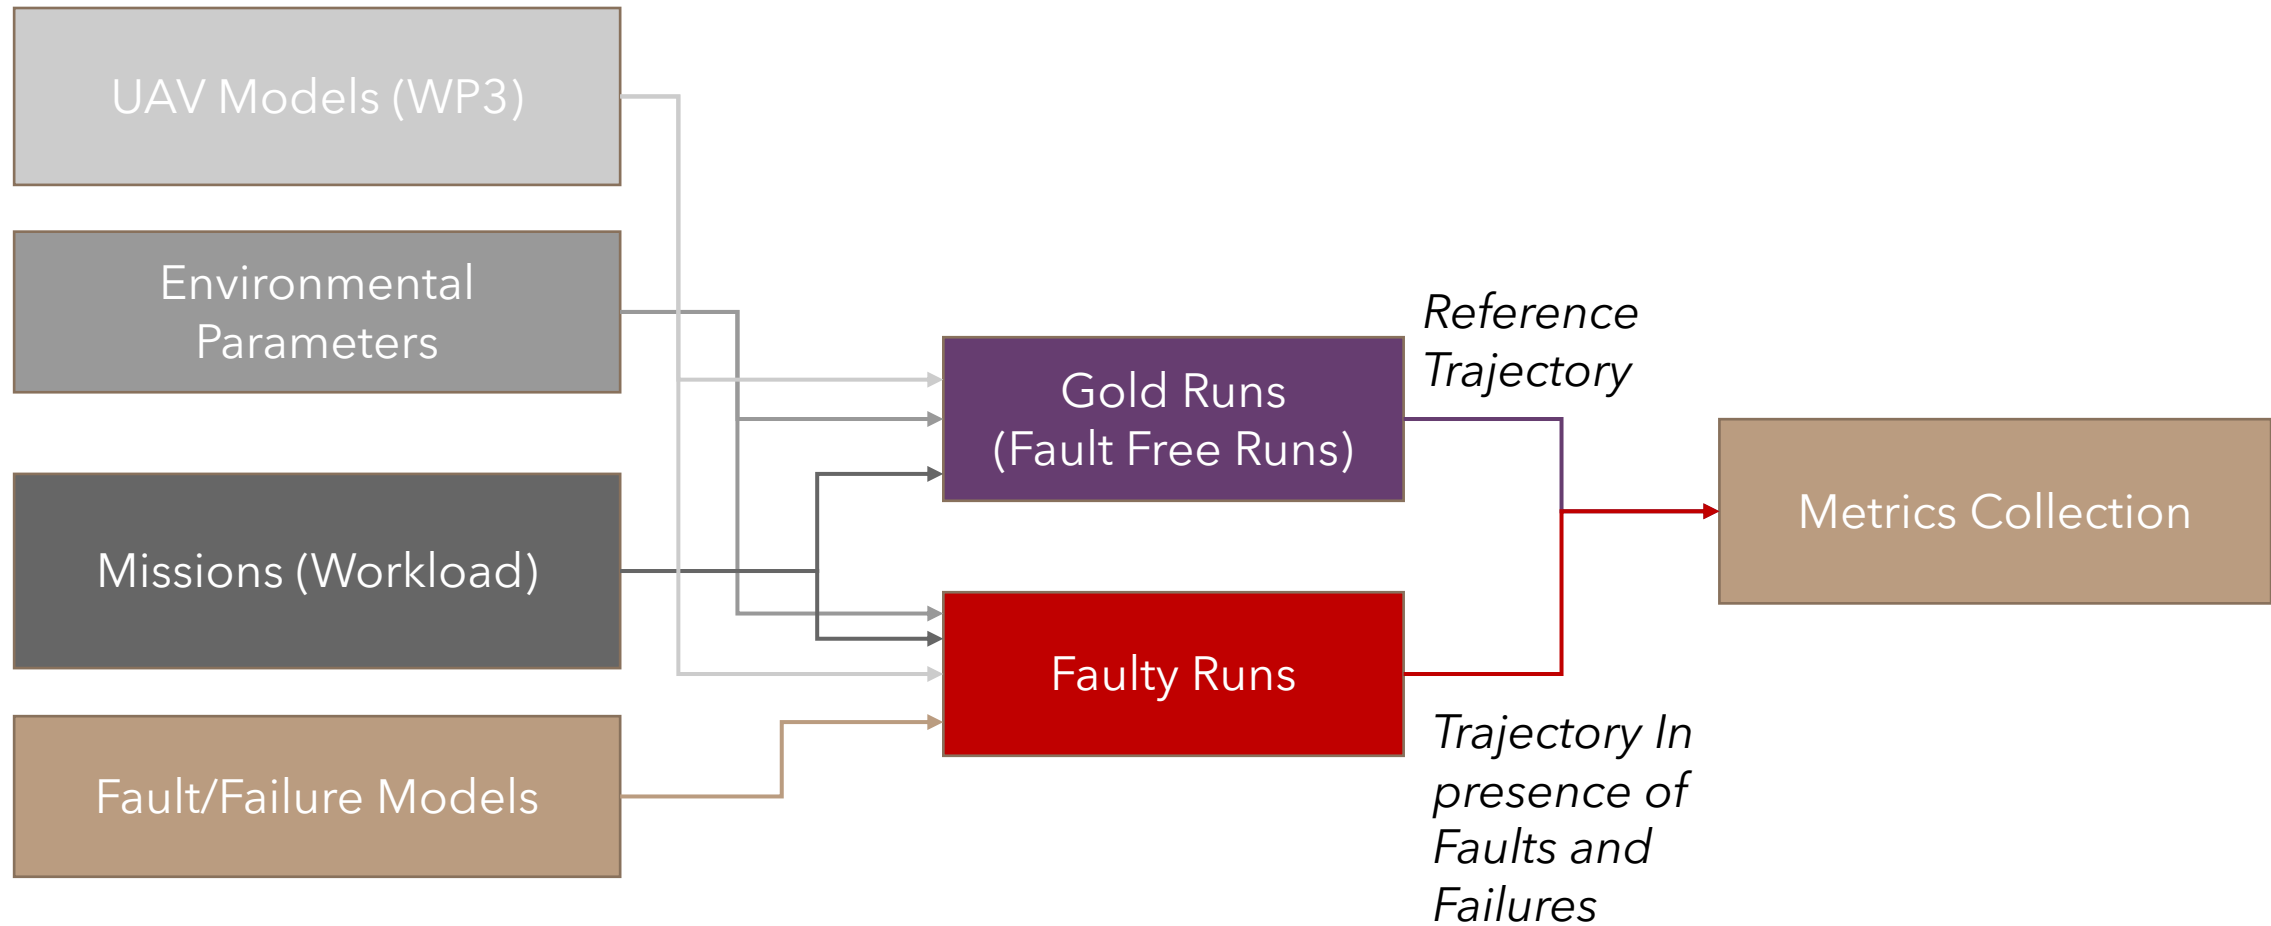 UAV Models (WP3)
Environmental
Parameters
Missions (Workload)
Fault/Failure Models
Gold Runs
(Fault Free Runs)
Faulty Runs
Reference
Trajectory
Trajectory In
presence of
Faults and
Failures
Metrics Collection